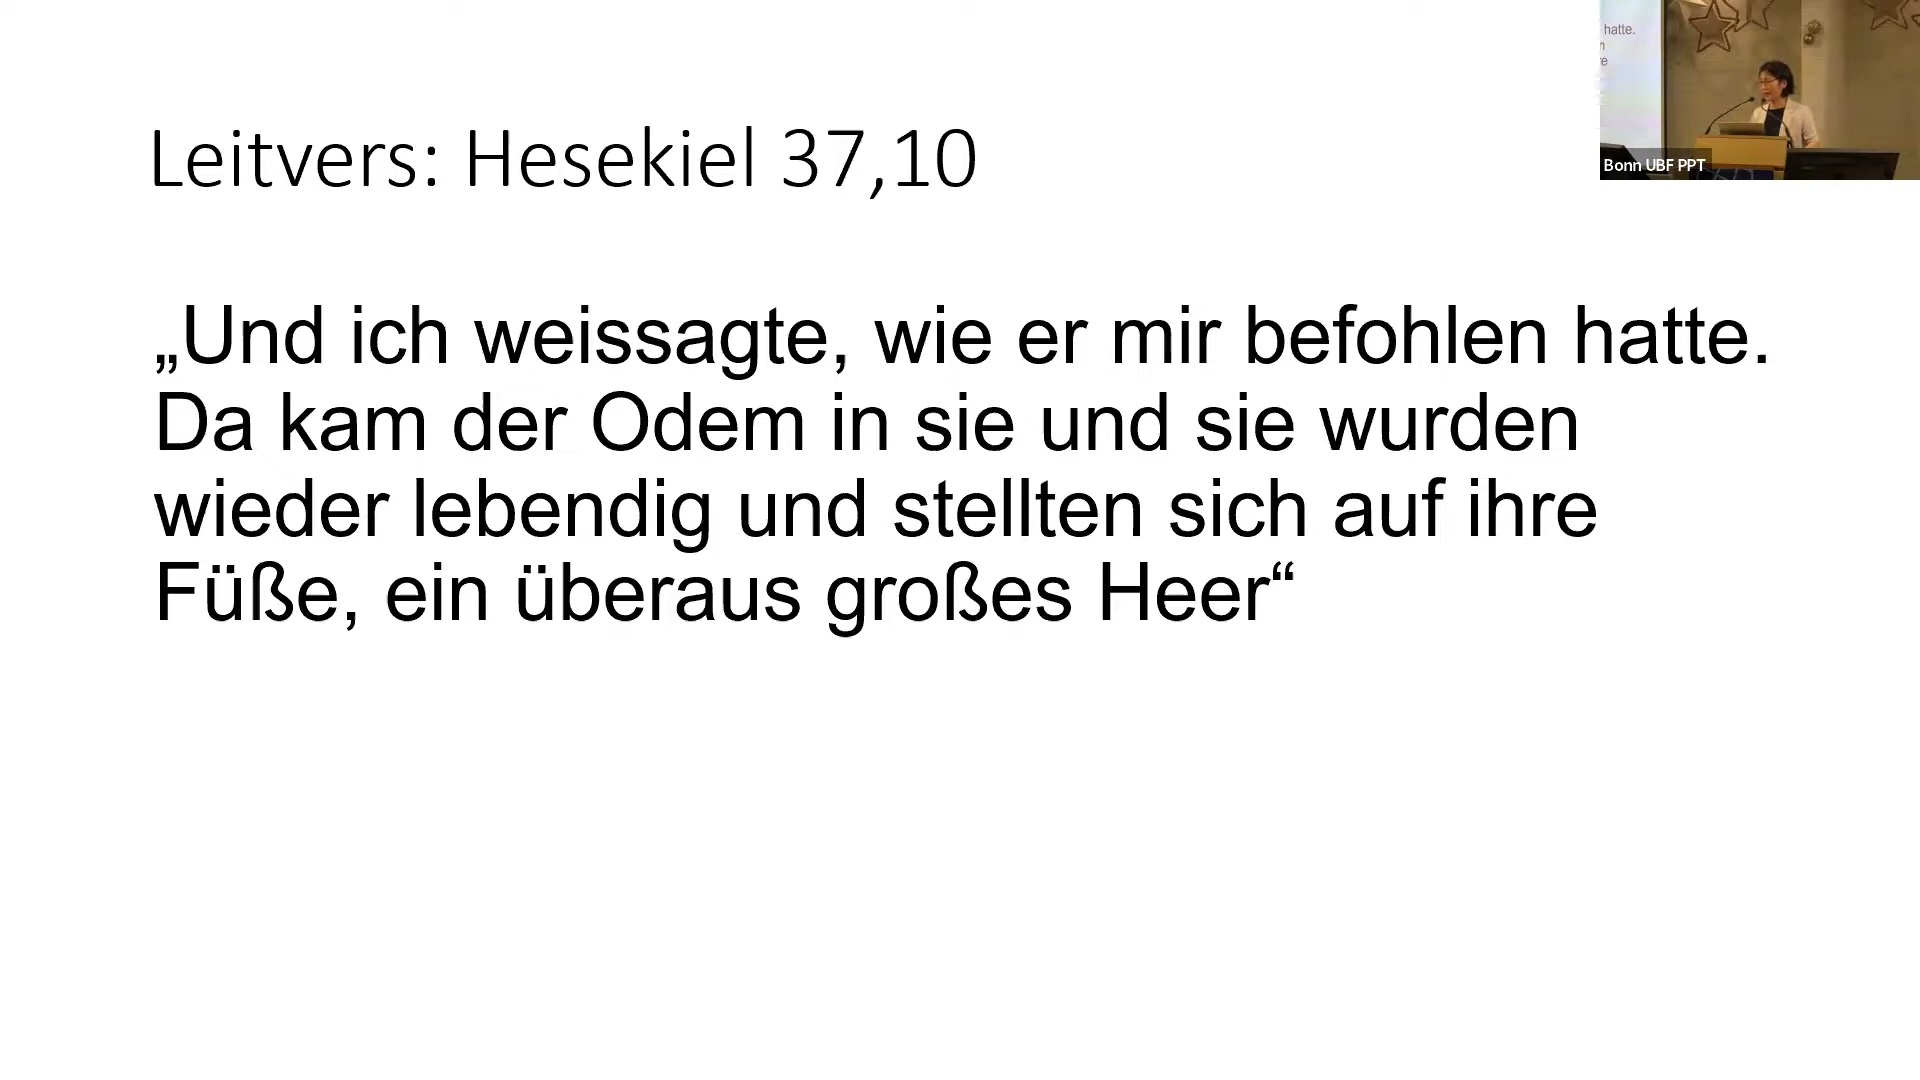 Leitvers: Hesekiel 37,10
„Und ich weissagte, wie er mir befohlen hatte.
Da kam der Odem in sie und sie wurden
wieder lebendig und stellten sich auf ihre
Füße, ein überaus großes Heer“
hatte.
n
re
Bonn UBF PPT